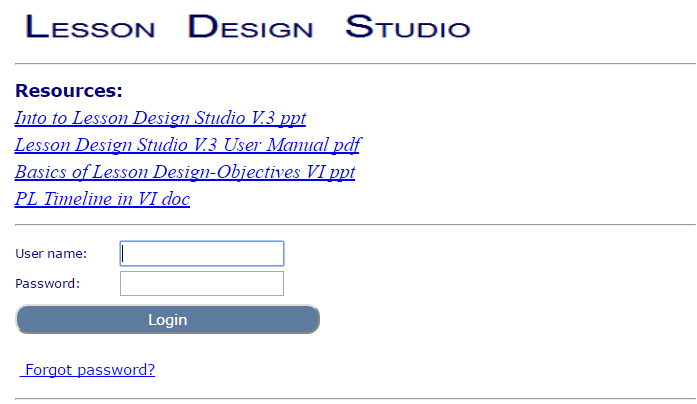 Lesson Design Studio
Resources:
Into to Lesson Design Studio V.3 ppt
Lesson Design Studio V.3 User Manual pdf
Basics of Lesson Design-Objectives VI ppt
PL Timeline in VI doc
User name:
Password:
Login
Forgot password?